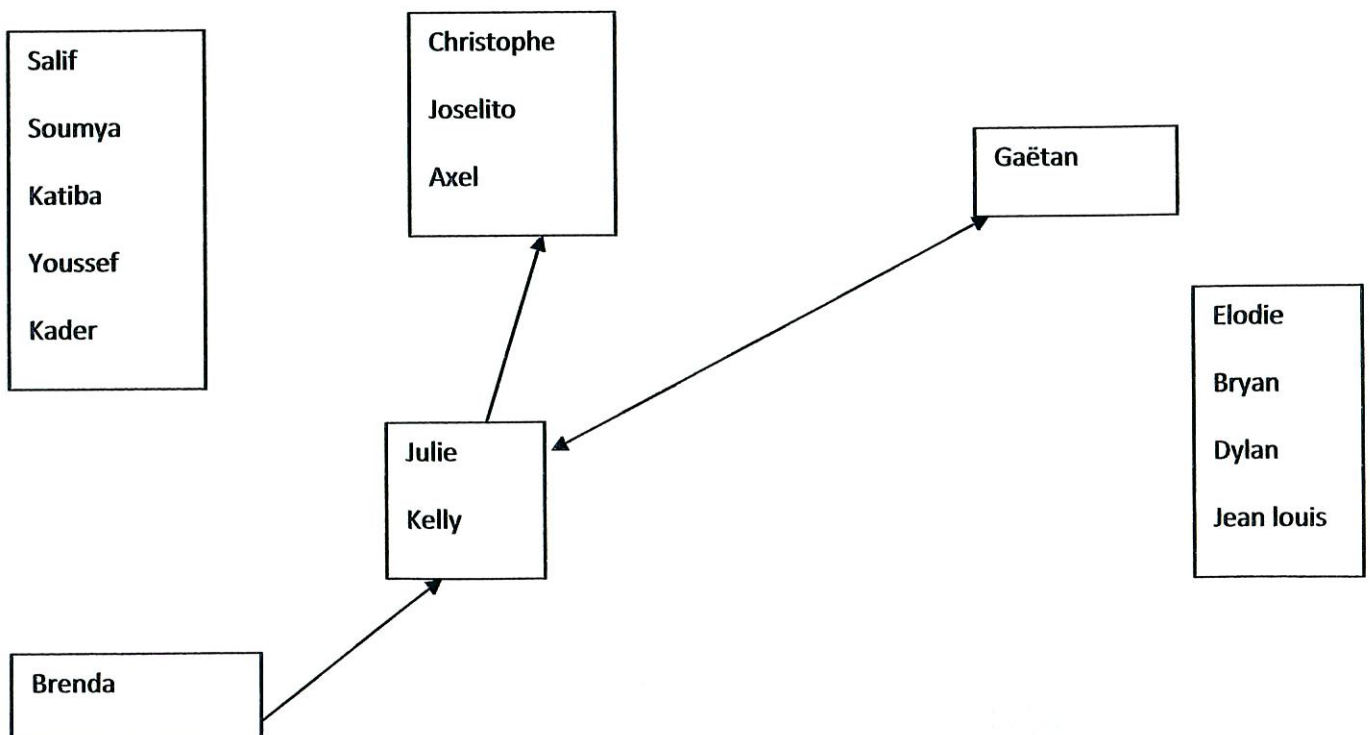 Salif
Soumya
Katiba
Youssef
Kader
Christophe
Joselito
Axel
Gaëtan
Elodie
Bryan
Dylan
Jean louis
Julie
Kelly
Brenda